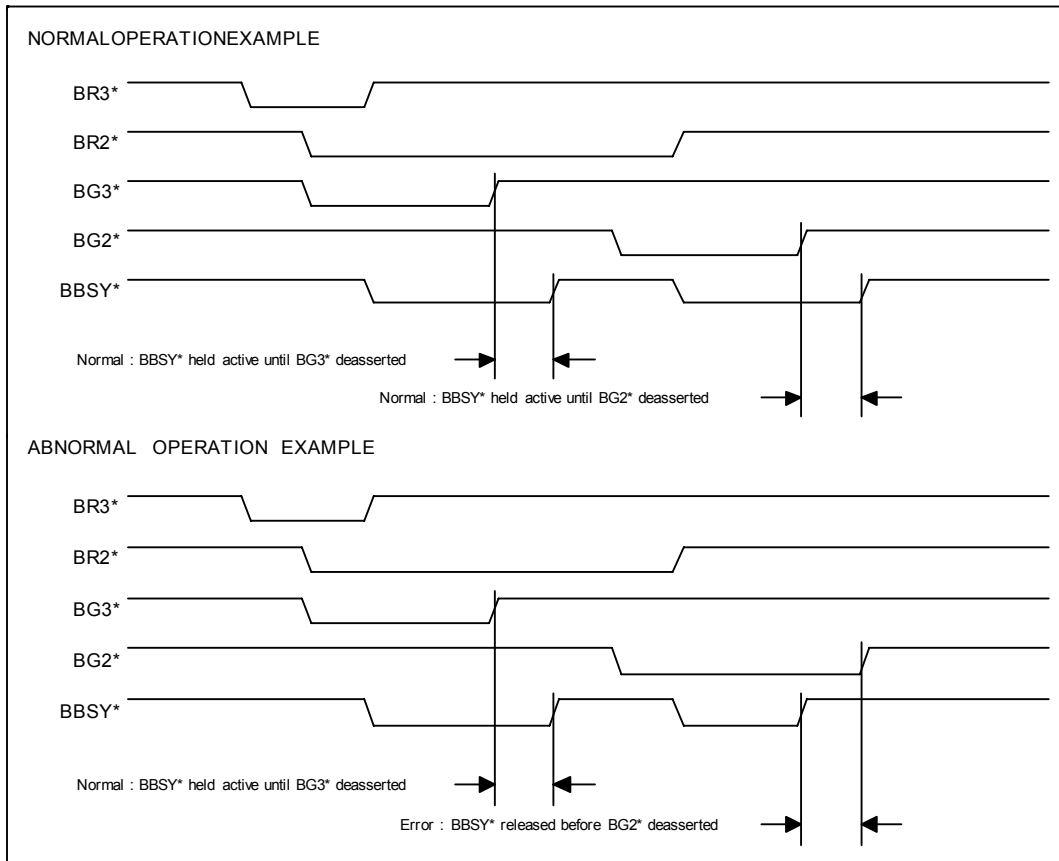 NORMALOPERATIONEXAMPLE
BR3*
BR2*
BG3*
BG2*
BBSY*
Normal : BBSY* held active until BG3* deasserted
Normal : BBSY* held active until BG2* deasserted
ABNORMAL OPERATION EXAMPLE
BR3*
BR2*
BG3*
BG2*
BBSY*
Normal : BBSY* held active until BG3* deasserted
Error : BBSY* released before BG2* deasserted